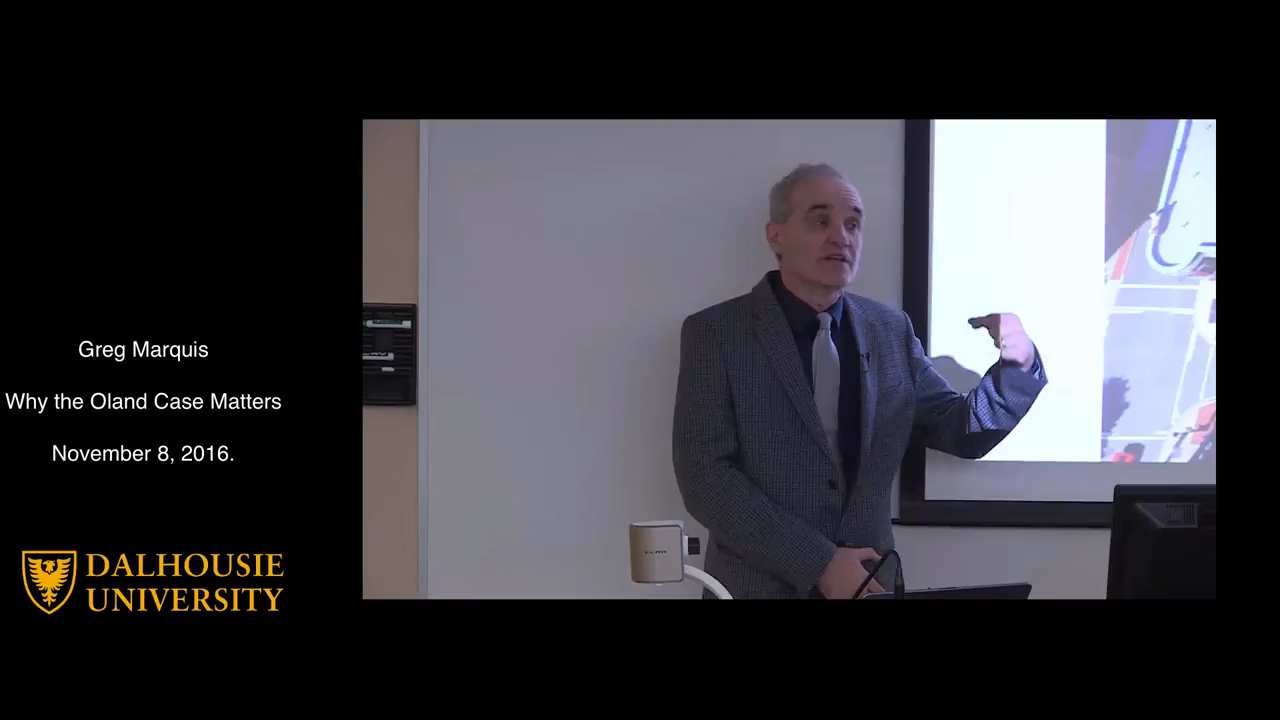 Greg Marquis
Why the Oland Case Matters
November 8, 2016.
DALHOUSIE
UNIVERSITY